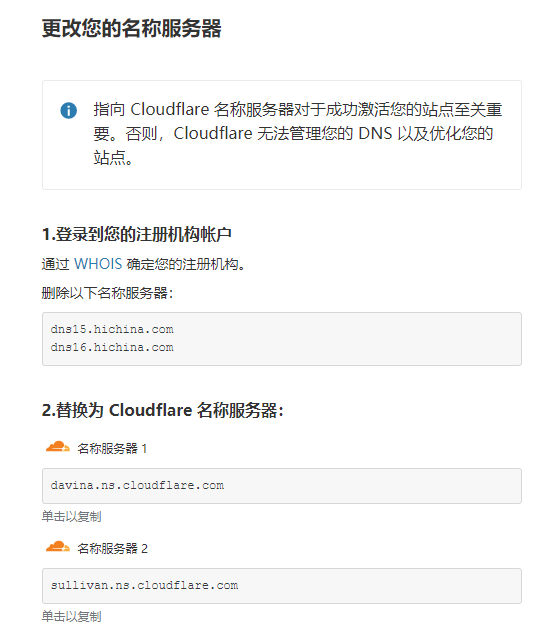 更改您的名称服务器
指向 Cloudflare 名称服务器对于成功激活您的站点至关重
要。否则，Cloudflare 无法管理您的 DNS 以及优化您的
站点。
1.登录到您的注册机构帐户
通过 WHOIS 确定您的注册机构。
删除以下名称服务器：
dns15.hichina.com
dns16.hichina.com
2.替换为 Cloudflare 名称服务器：
名称服务器 1
davina.ns.cloudflare.com
单击以复制
名称服务器 2
sullivan.ns.cloudflare.com
单击以复制